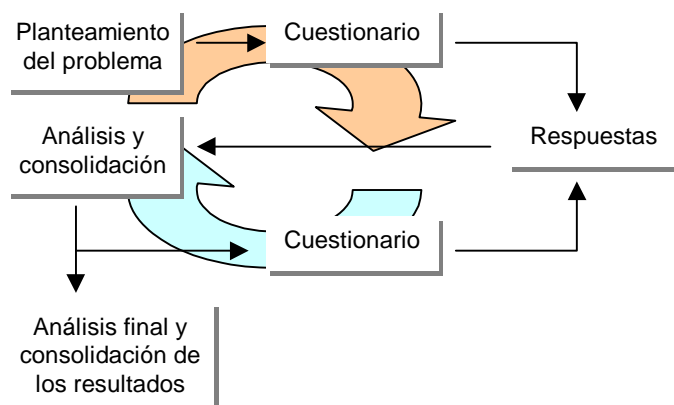 Planteamiento
del problema
Cuestionario
Análisis y
consolidación
Respuestas
Cuestionario
Análisis final y
consolidación de
los resultados